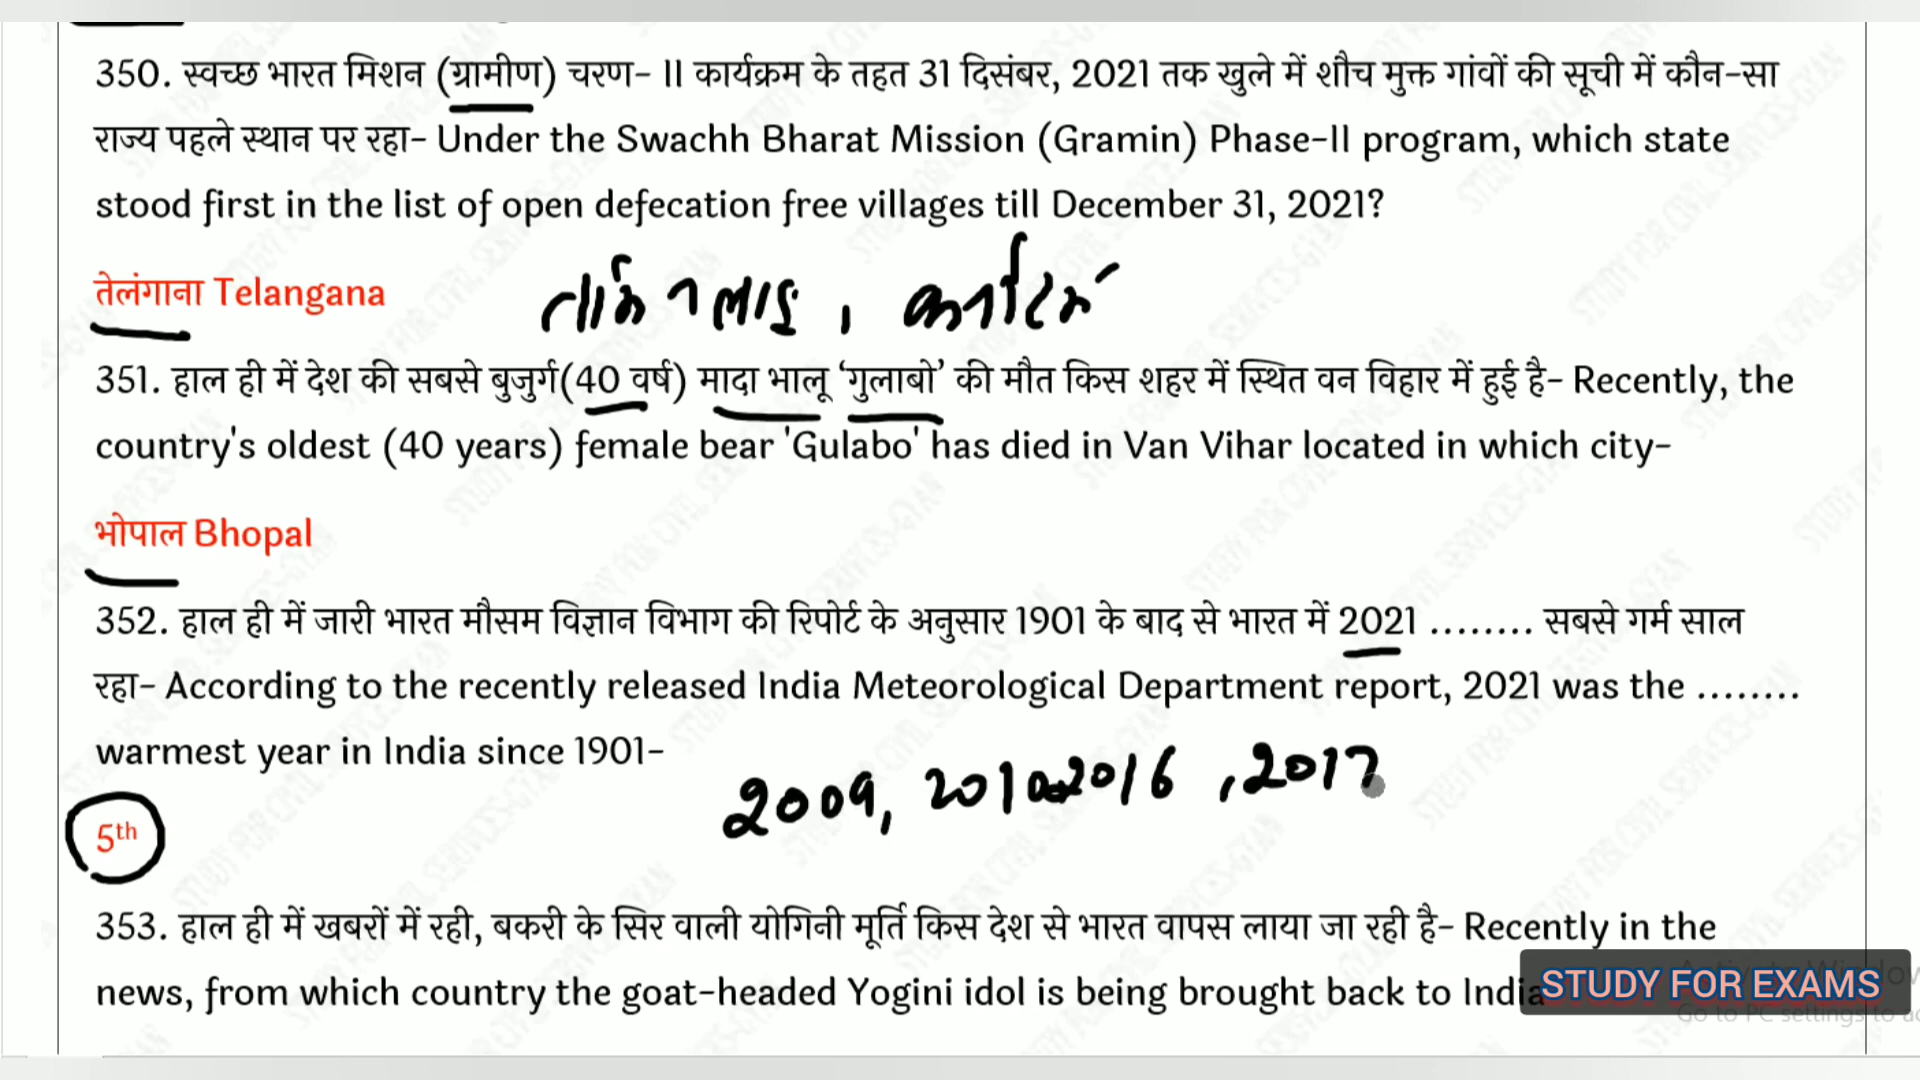 350. स्वच्छ भारत मिशन (ग्रामीण) चरण- II कार्यक्रम के तहत 31 दिसंबर, 2021 तक खुले में शौच मुक्त गांवों की सूची में कौन-सा
राज्य पहले स्थान पर रहा- Under the Swachh Bharat Mission (Gramin) Phase-II program, which state
stood first in the list of open defecation free villages till December 31, 2021?
तेलंगाना Telangana
351. हाल ही में देश की सबसे बुजुर्ग(40 वर्ष) मादा भालू ‘गुलाबो’ की मौत किस शहर में स्थित वन विहार में हुई है- Recently, the
country's oldest (40 years) female bear 'Gulabo' has died in Van Vihar located in which city-
भोपाल Bhopal
352. हाल ही में जारी भारत मौसम विज्ञान विभाग की रिपोर्ट के अनुसार 1901 के बाद से भारत में 2021 ........ सबसे गर्म साल
रहा- According to the recently released India Meteorological Department report, 2021 was the ........
warmest year in India since 1901-
2009, 2010 2016, 2017
5th
353. हाल ही में खबरों में रही, बकरी के सिर वाली योगिनी मूर्ति किस देश से भारत वापस लाया जा रही है- Recently in the
news, from which country the goat-headed Yogini idol is being brought back to India
STUDY FOR EXAMS